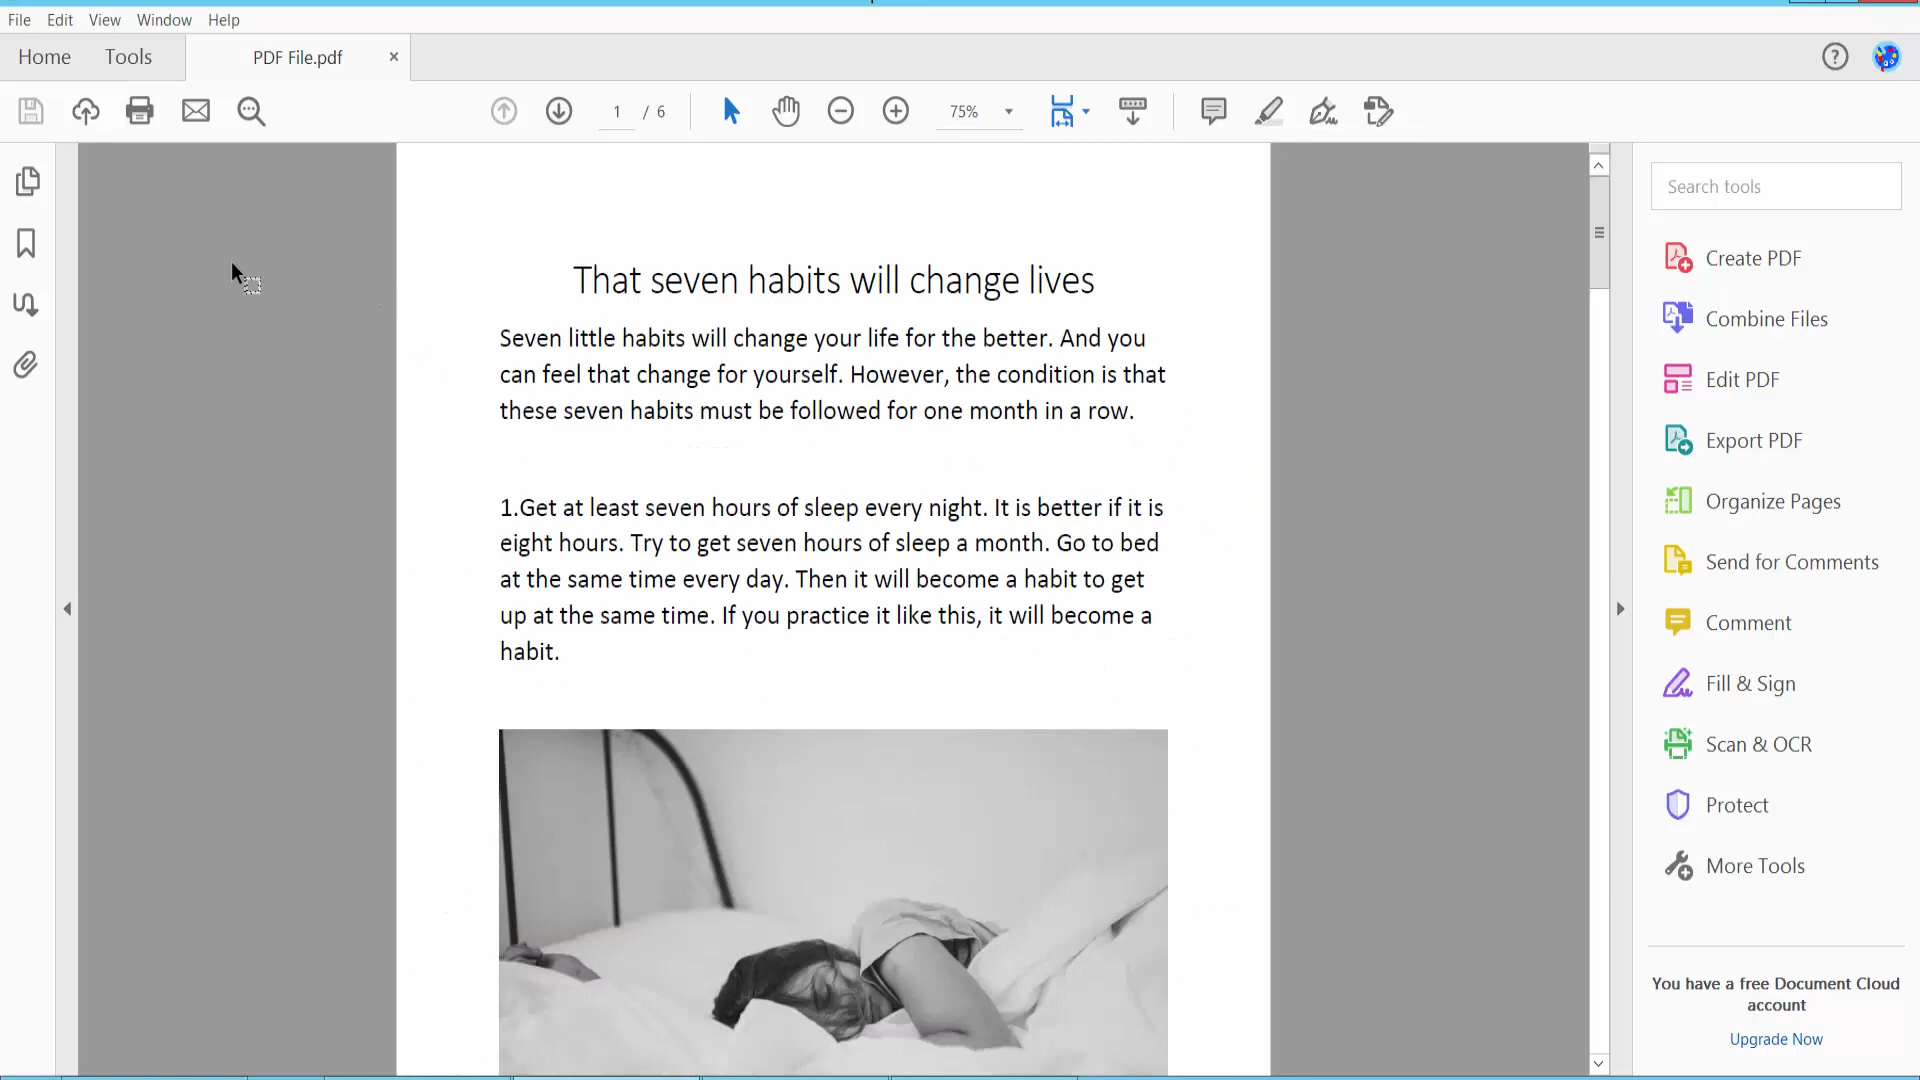 File Edit View Window Help
Home Tools PDF File.pdf
1 / 6 75%
Search tools
Create PDF
Combine Files
Edit PDF
Export PDF
Organize Pages
Send for Comments
Comment
Fill & Sign
Scan & OCR
Protect
More Tools
You have a free Document Cloud
account
Upgrade Now
That seven habits will change lives
Seven little habits will change your life for the better. And you
can feel that change for yourself. However, the condition is that
these seven habits must be followed for one month in a row.
1.Get at least seven hours of sleep every night. It is better if it is
eight hours. Try to get seven hours of sleep a month. Go to bed
at the same time every day. Then it will become a habit to get
up at the same time. If you practice it like this, it will become a
habit.